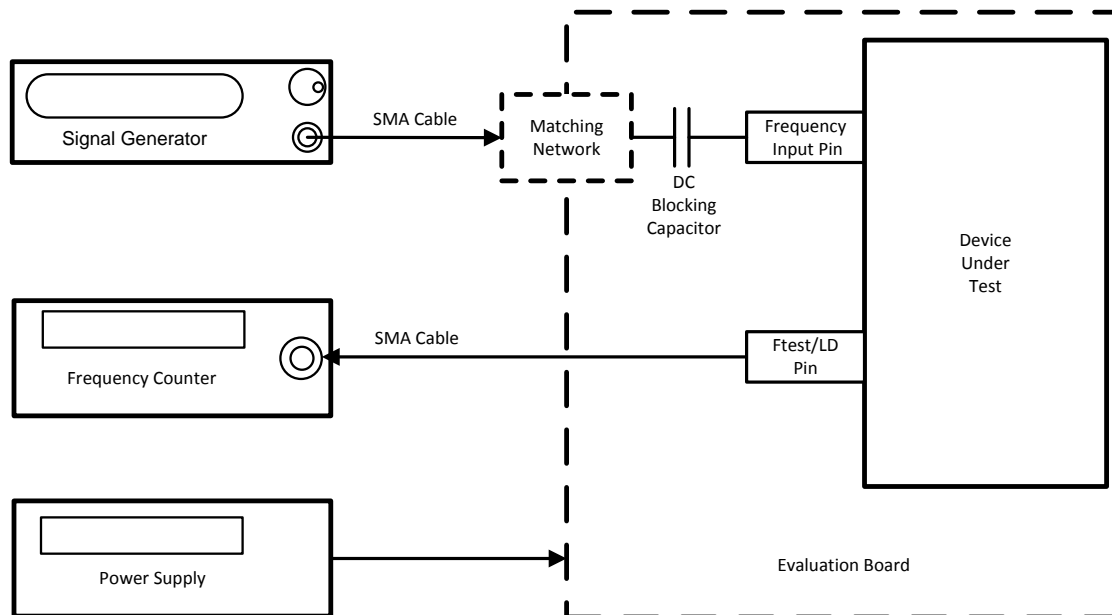 Signal Generator
SMA Cable
Matching
Network
DC
Blocking
Capacitor
Frequency
Input Pin
Device
Under
Test
Frequency Counter
SMA Cable
Ftest/LD
Pin
Power Supply
Evaluation Board